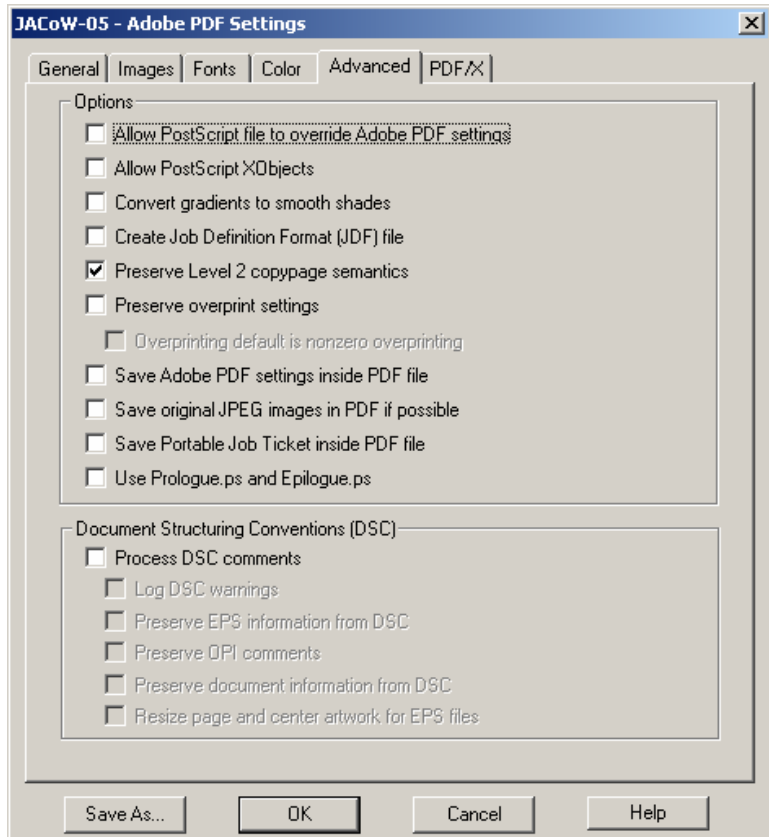 JACoW-05 - Adobe PDF Settings
General Images Fonts Color Advanced PDF/X
Options
Allow PostScript file to override Adobe PDF settings
Allow PostScript XObjects
Convert gradients to smooth shades
Create Job Definition Format (JDF) file
Preserve Level 2 copypage semantics
Preserve overprint settings
Overprinting default is nonzero overprinting
Save Adobe PDF settings inside PDF file
Save original JPEG images in PDF if possible
Save Portable Job Ticket inside PDF file
Use Prologue.ps and Epilogue.ps
Document Structuring Conventions (DSC)
Process DSC comments
Log DSC warnings
Preserve EPS information from DSC
Preserve OPI comments
Preserve document information from DSC
Resize page and center artwork for EPS files
Save As... OK Cancel Help